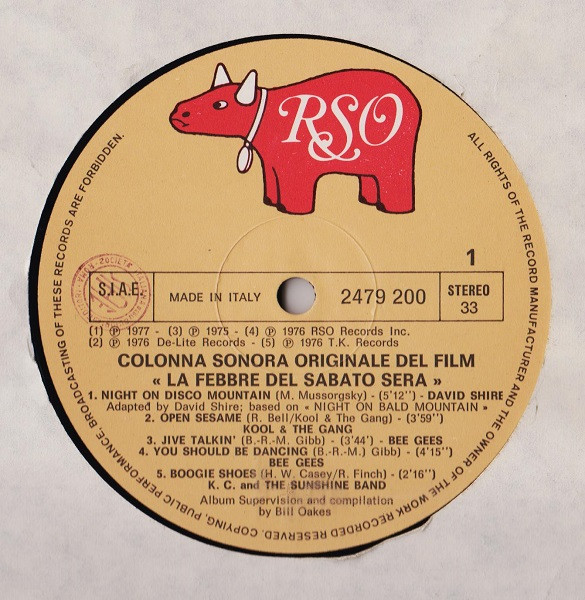 RSO
1
S.I.A.E.
MADE IN ITALY
2479 200
STEREO
33
(1) ℗ 1977 - (3) ℗ 1975 - (4) ℗ 1976 RSO Records Inc.
(2) ℗ 1976 De-Lite Records - (5) ℗ 1976 T.K. Records
COLONNA SONORA ORIGINALE DEL FILM
« LA FEBBRE DEL SABATO SERA »
1. NIGHT ON DISCO MOUNTAIN (M. Mussorgsky) - (5'12") - DAVID SHIRE
Adapted by David Shire; based on « NIGHT ON BALD MOUNTAIN »
2. OPEN SESAME (R. Bell/Kool & The Gang) - (3'59")
KOOL & THE GANG
3. JIVE TALKIN' (B.-R.-M. Gibb) - (3'44') - BEE GEES
4. YOU SHOULD BE DANCING (B.-R.-M. Gibb) - (4'15")
BEE GEES
5. BOOGIE SHOES (H. W. Casey/R. Finch) - (2'16")
K. C. and THE SUNSHINE BAND
Album Supervision and compilation
by Bill Oakes
ALL RIGHTS OF THE RECORD MANUFACTURER AND THE OWNER OF THE WORK RECORDED RESERVED. COPYING, PUBLIC PERFORMANCE, BROADCASTING OF THESE RECORDS ARE FORBIDDEN.